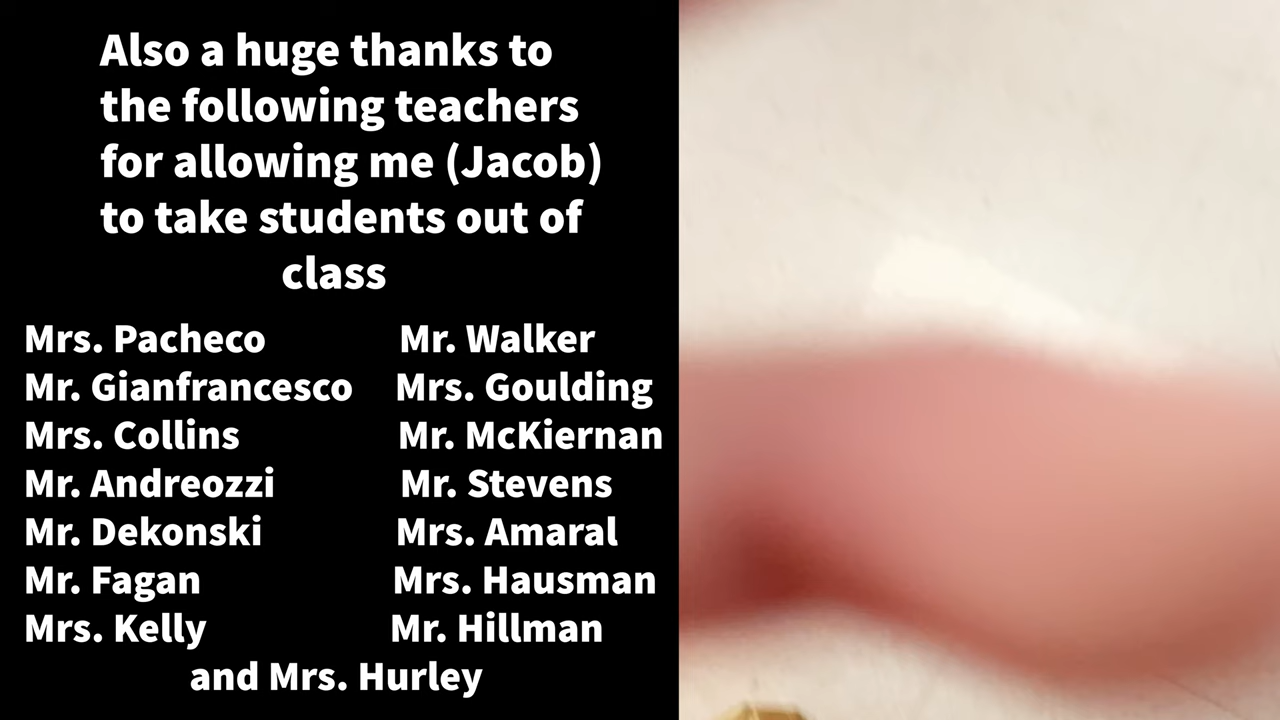 Also a huge thanks to
the following teachers
for allowing me (Jacob)
to take students out of
class
Mrs. Pacheco Mr. Walker
Mr. Gianfrancesco Mrs. Goulding
Mrs. Collins Mr. McKiernan
Mr. Andreozzi Mr. Stevens
Mr. Dekonski Mrs. Amaral
Mr. Fagan Mrs. Hausman
Mrs. Kelly Mr. Hillman
and Mrs. Hurley